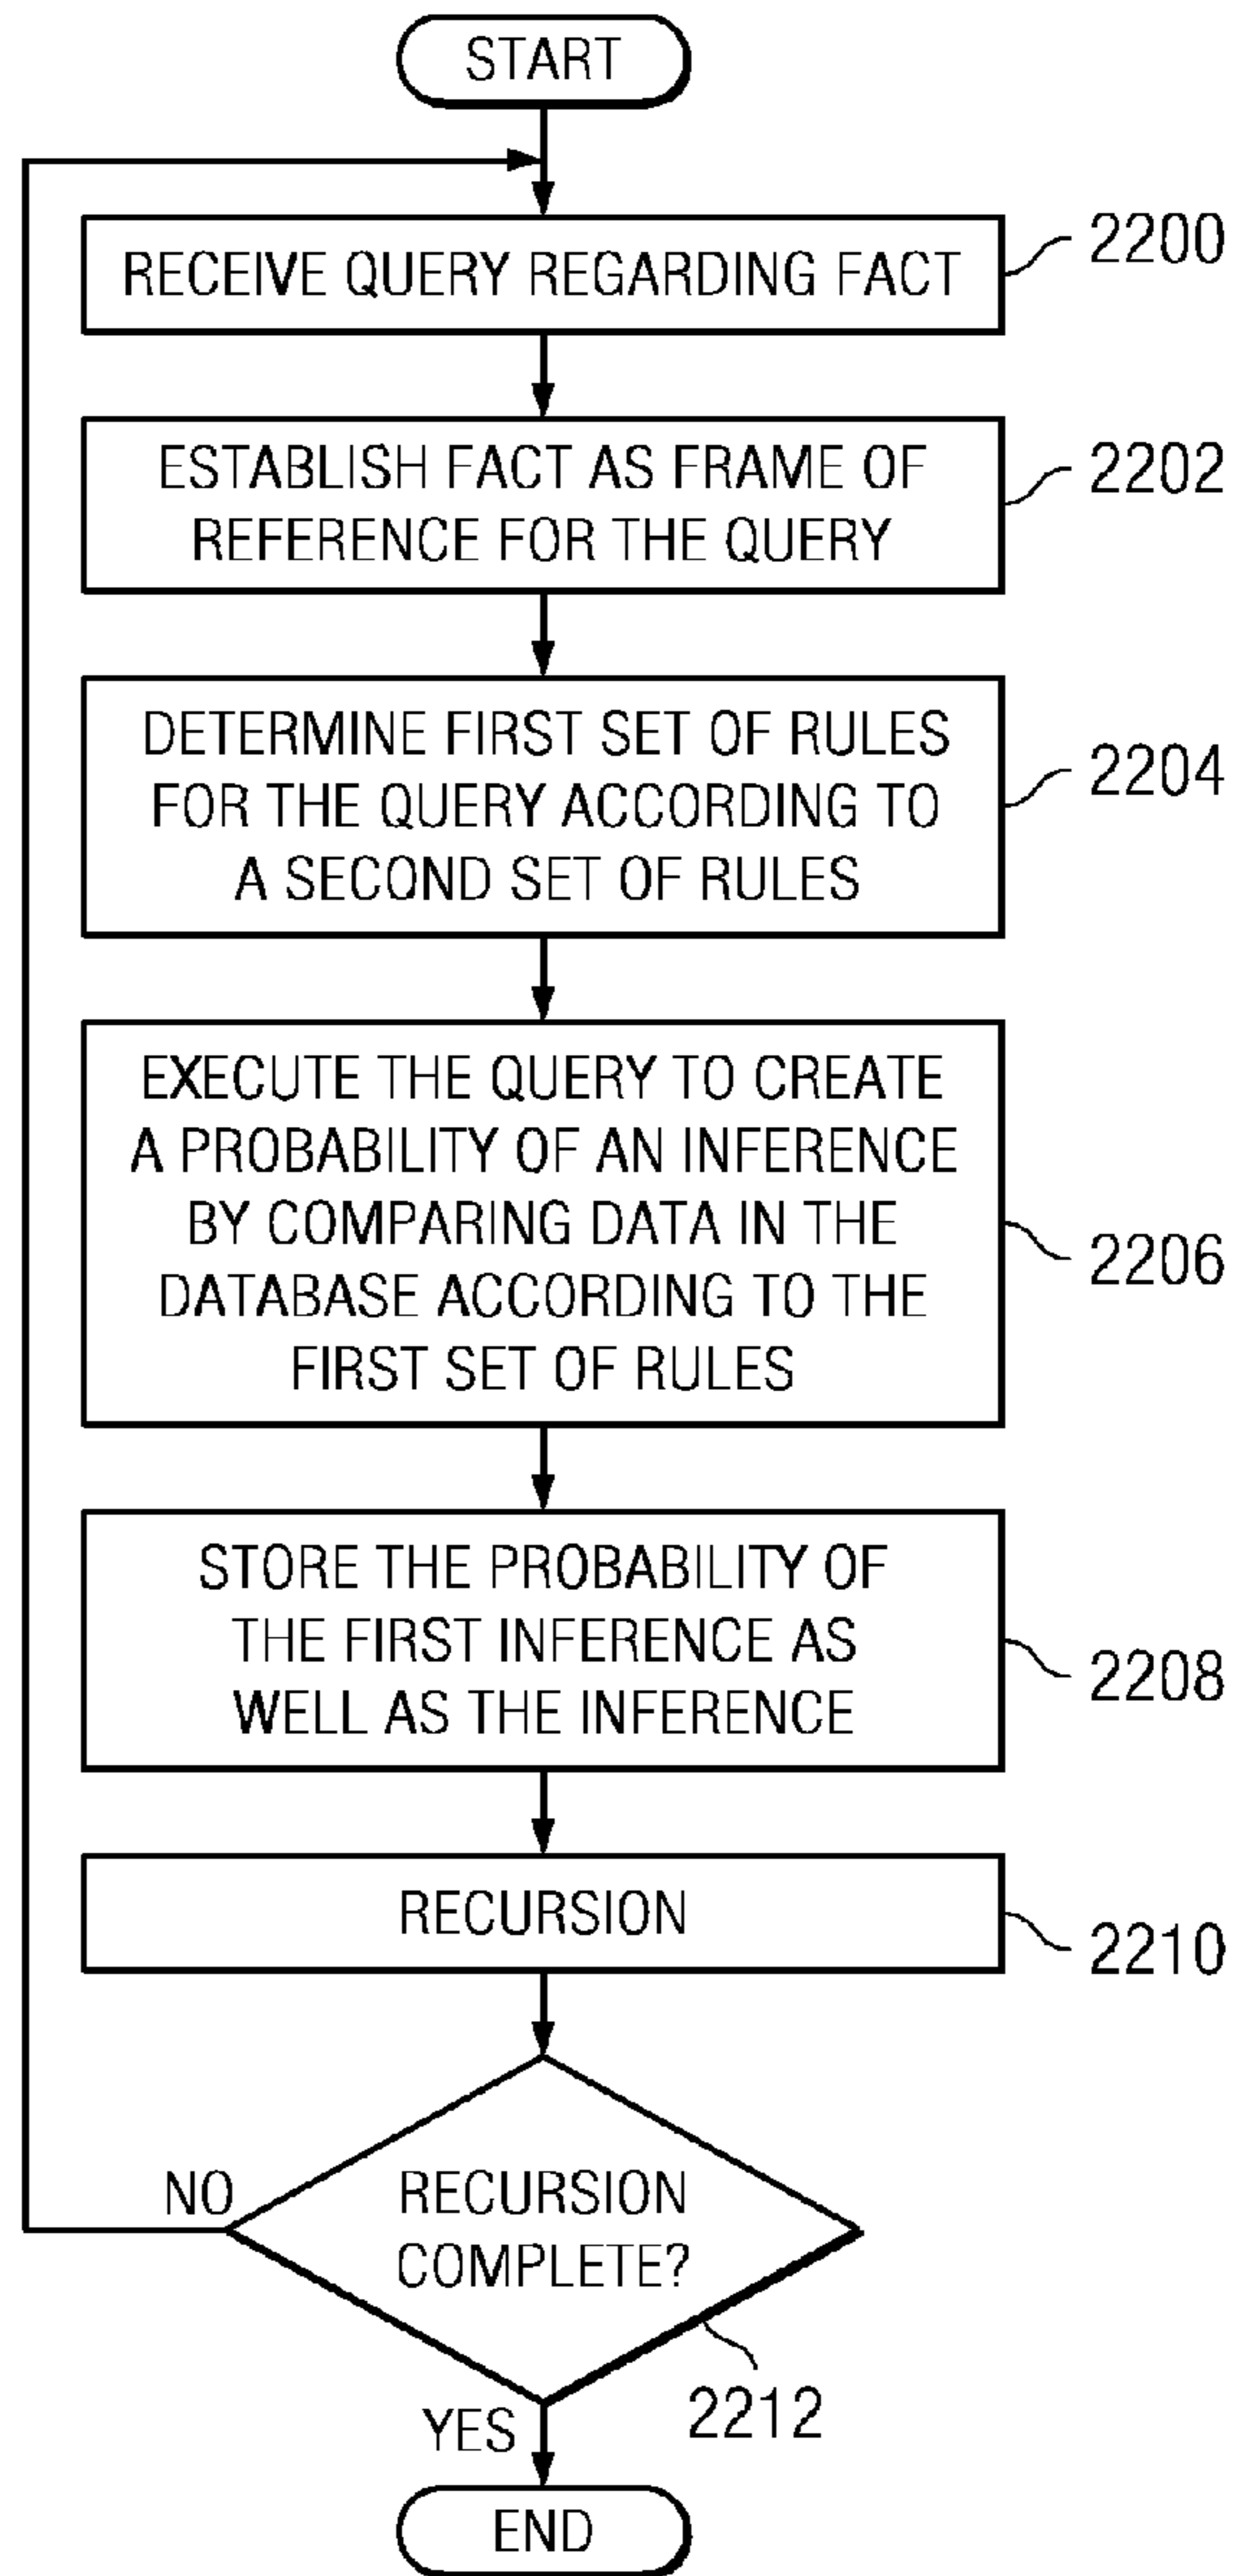 START
RECEIVE QUERY REGARDING FACT
2200
ESTABLISH FACT AS FRAME OF
REFERENCE FOR THE QUERY
2202
DETERMINE FIRST SET OF RULES
FOR THE QUERY ACCORDING TO
A SECOND SET OF RULES
2204
EXECUTE THE QUERY TO CREATE
A PROBABILITY OF AN INFERENCE
BY COMPARING DATA IN THE
DATABASE ACCORDING TO THE
FIRST SET OF RULES
2206
STORE THE PROBABILITY OF
THE FIRST INFERENCE AS
WELL AS THE INFERENCE
2208
RECURSION
2210
NO
RECURSION
COMPLETE?
2212
YES
END